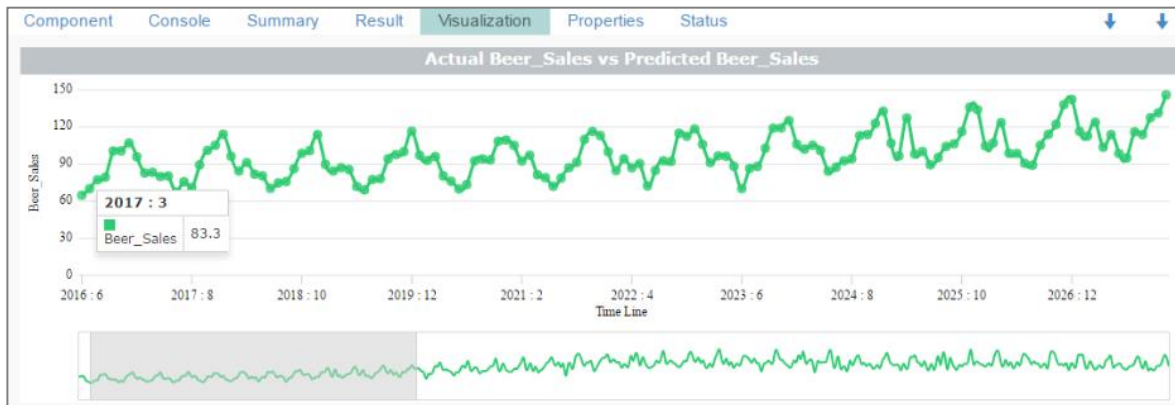 Component Console Summary Result Visualization Properties Status
Actual Beer_Sales vs Predicted Beer_Sales
150
120
90
60
30
0
Beer_Sales
2017 : 3
Beer_Sales 83.3
2016 : 6 2017 : 8 2018 : 10 2019 : 12 2021 : 2 2022 : 4 2023 : 6 2024 : 8 2025 : 10 2026 : 12
Time Line